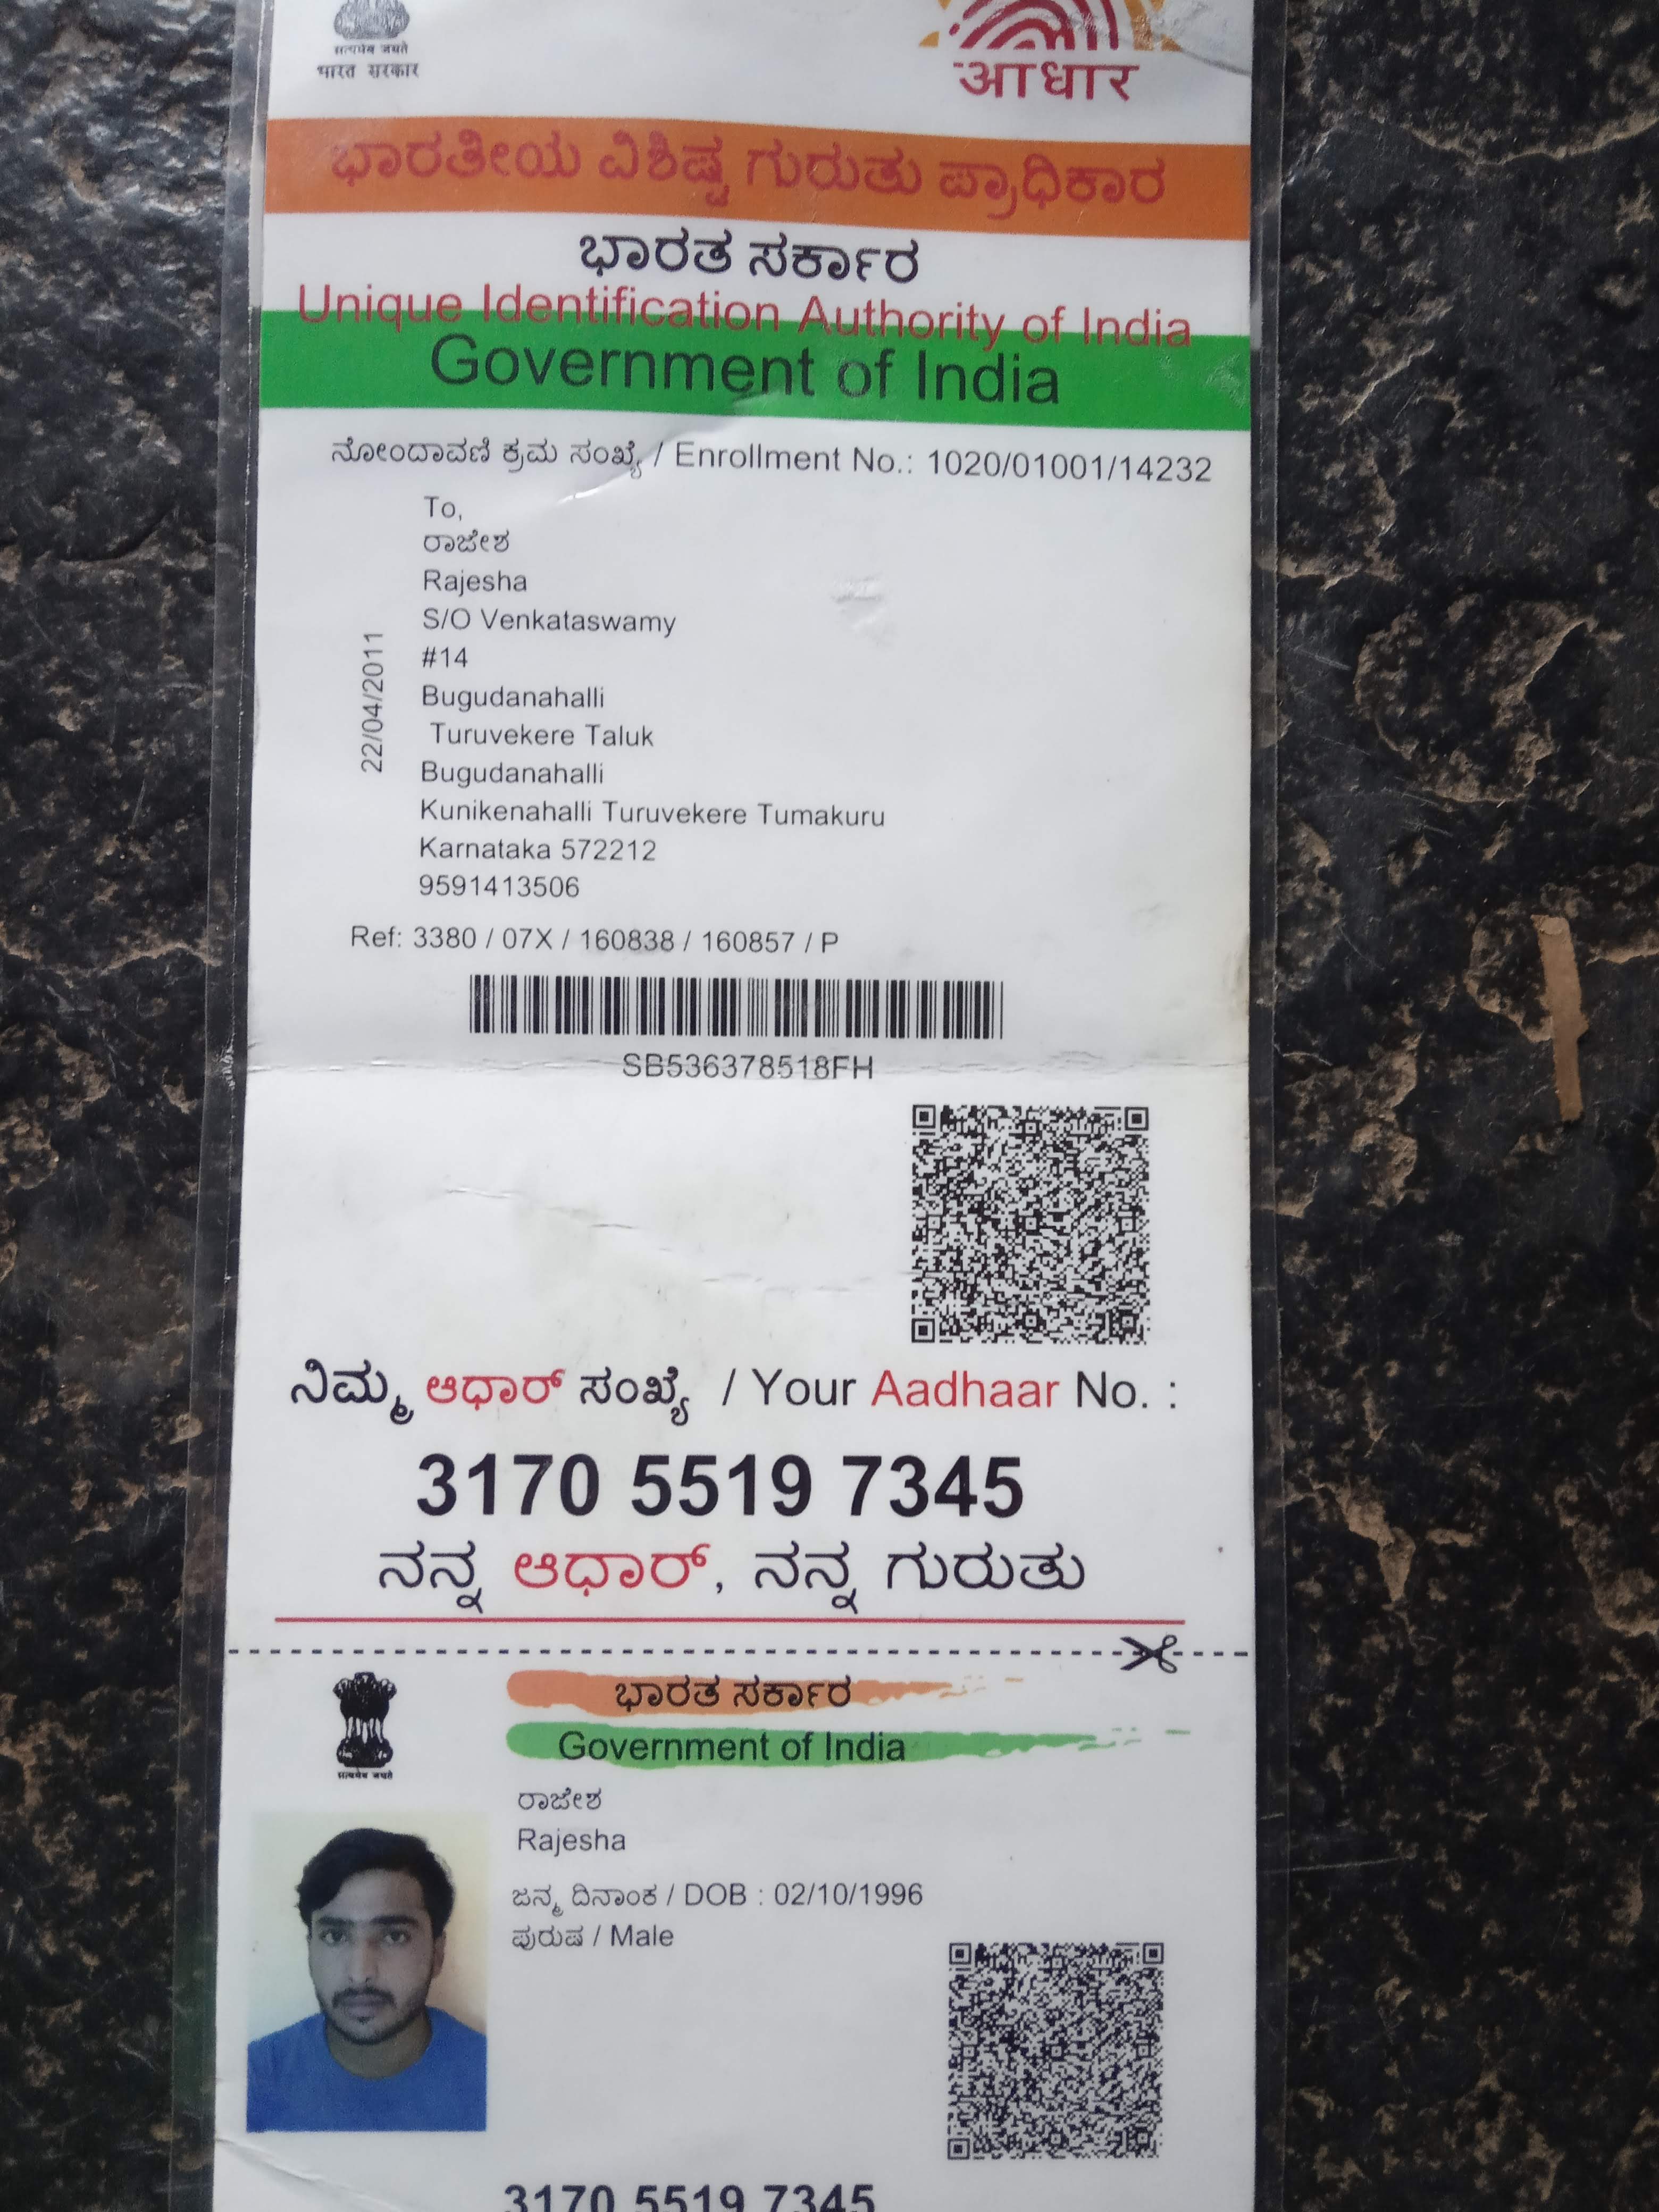 सत्यमेव जयते
भारत सरकार
आधार
ಭಾರತೀಯ ವಿಶಿಷ್ಟ ಗುರುತು ಪ್ರಾಧಿಕಾರ
ಭಾರತ ಸರ್ಕಾರ
Unique Identification Authority of India
Government of India
ನೋಂದಾವಣಿ ಕ್ರಮ ಸಂಖ್ಯೆ / Enrollment No.: 1020/01001/14232
22/04/2011
To,
ರಾಜೇಶ
Rajesha
S/O Venkataswamy
#14
Bugudanahalli
Turuvekere Taluk
Bugudanahalli
Kunikenahalli Turuvekere Tumakuru
Karnataka 572212
9591413506
Ref: 3380 / 07X / 160838 / 160857 / P
SB536378518FH
ನಿಮ್ಮ ಆಧಾರ್ ಸಂಖ್ಯೆ / Your Aadhaar No. :
3170 5519 7345
ನನ್ನ ಆಧಾರ್, ನನ್ನ ಗುರುತು
ಭಾರತ ಸರ್ಕಾರ
Government of India
सत्यमेव जयते
ರಾಜೇಶ
Rajesha
ಜನ್ಮ ದಿನಾಂಕ / DOB : 02/10/1996
ಪುರುಷ / Male
3170 5519 7345